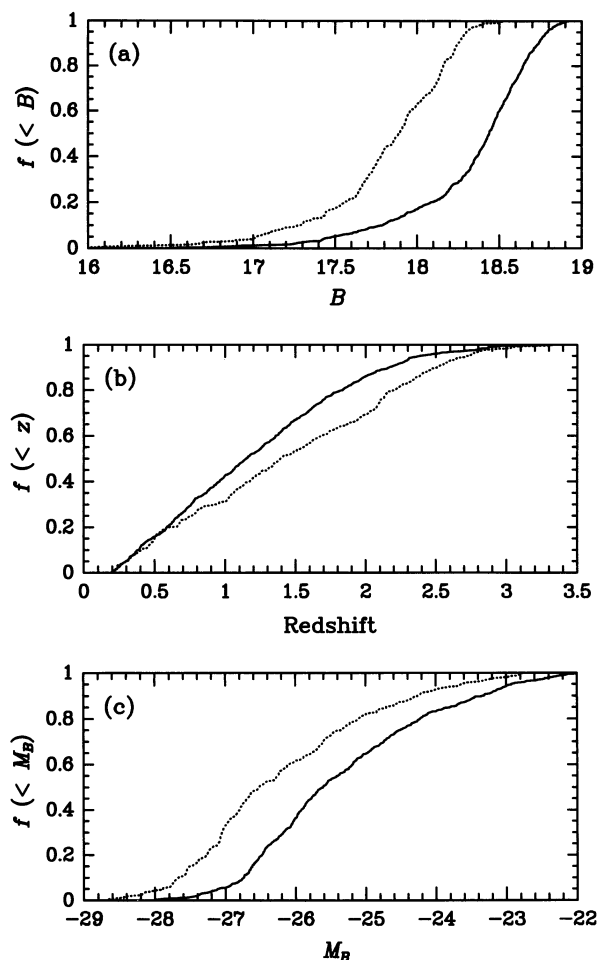 (a)
f (< B)
1
0.8
0.6
0.4
0.2
0
16 16.5 17 17.5 18 18.5 19
B
(b)
f (< z)
1
0.8
0.6
0.4
0.2
0
0 0.5 1 1.5 2 2.5 3 3.5
Redshift
(c)
f (< M_B)
1
0.8
0.6
0.4
0.2
0
−29 −28 −27 −26 −25 −24 −23 −22
M_B